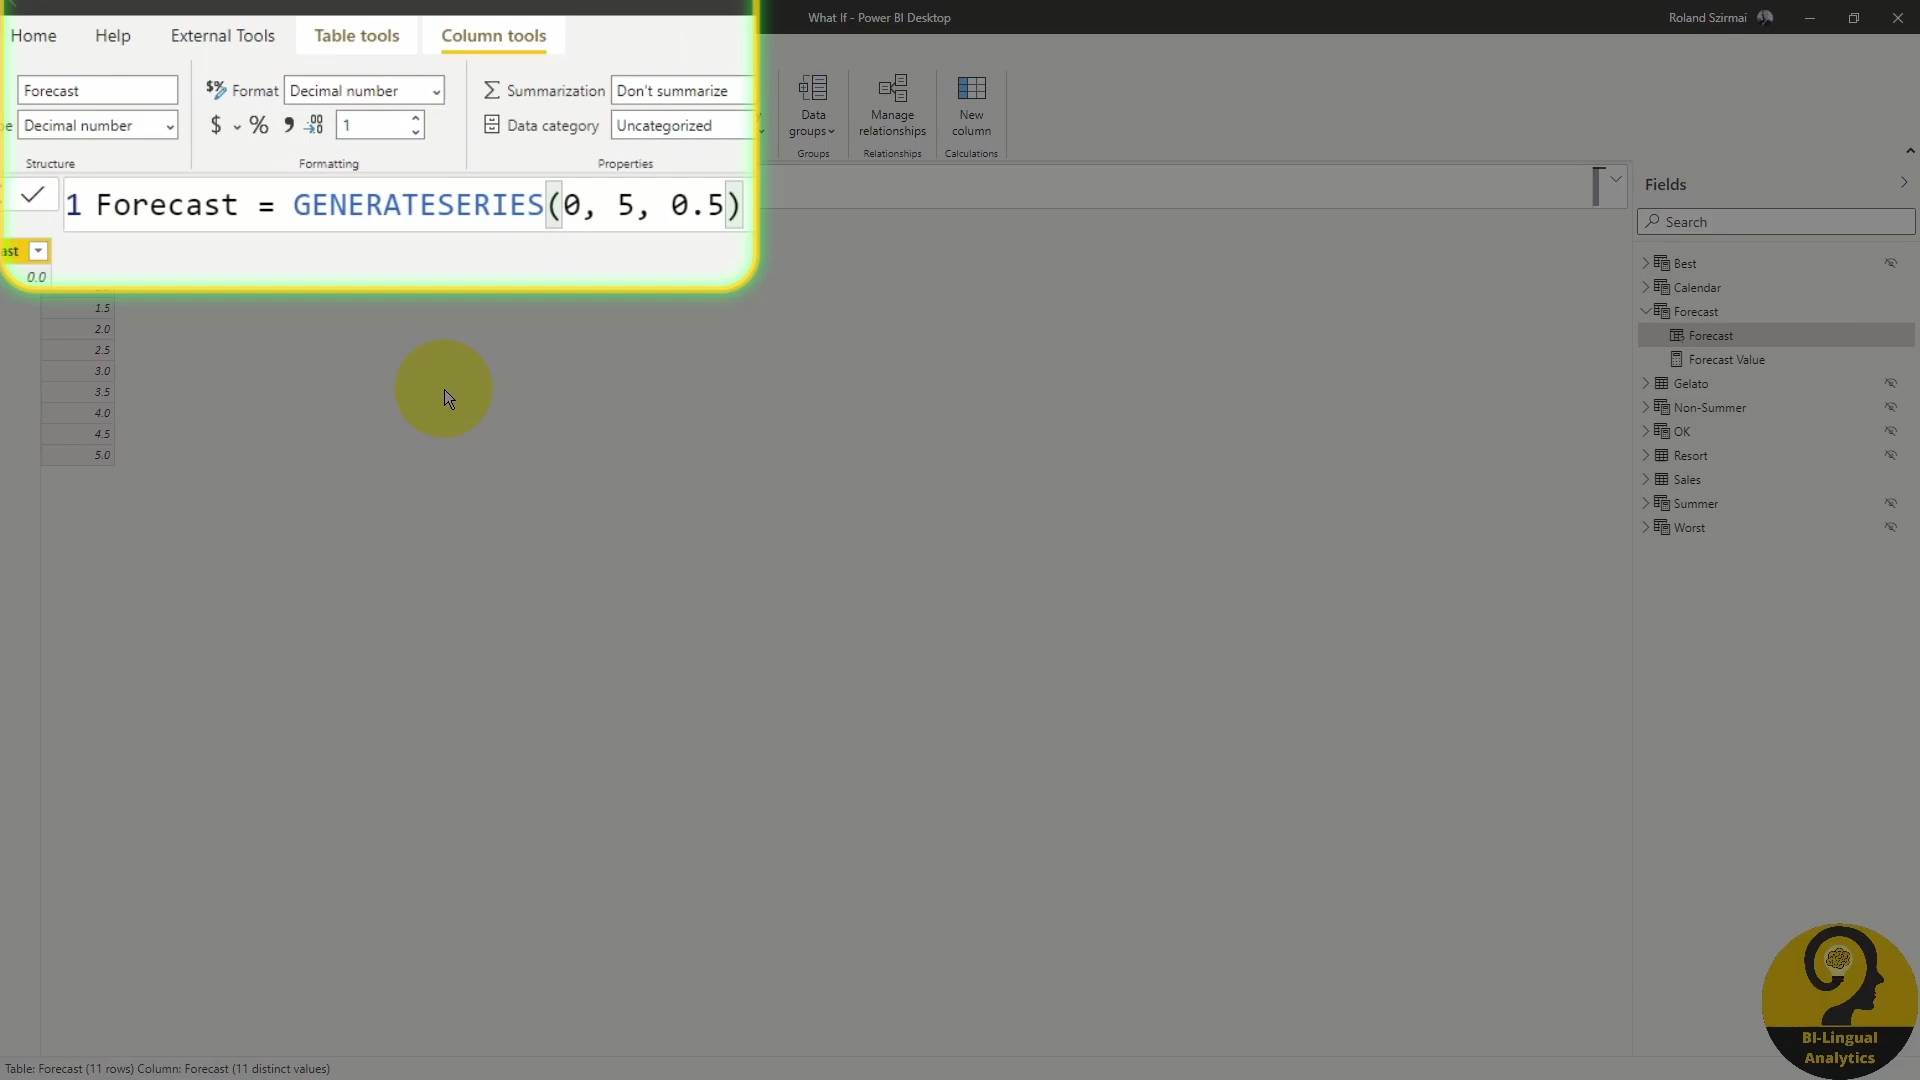 What If - Power BI Desktop
Roland Szirmai
Home Help External Tools Table tools Column tools
Forecast
Format Decimal number
Summarization Don't summarize
Decimal number
$ % 9 .00 1
Data category Uncategorized
Structure
Formatting
Properties
Data groups
Groups
Manage relationships
Relationships
New column
Calculations
1 Forecast = GENERATESERIES(0, 5, 0.5)
ast
0.0
1.5
2.0
2.5
3.0
3.5
4.0
4.5
5.0
Fields
Search
Best
Calendar
Forecast
Forecast
Forecast Value
Gelato
Non-Summer
OK
Resort
Sales
Summer
Worst
BI-Lingual
Analytics
Table: Forecast (11 rows) Column: Forecast (11 distinct values)